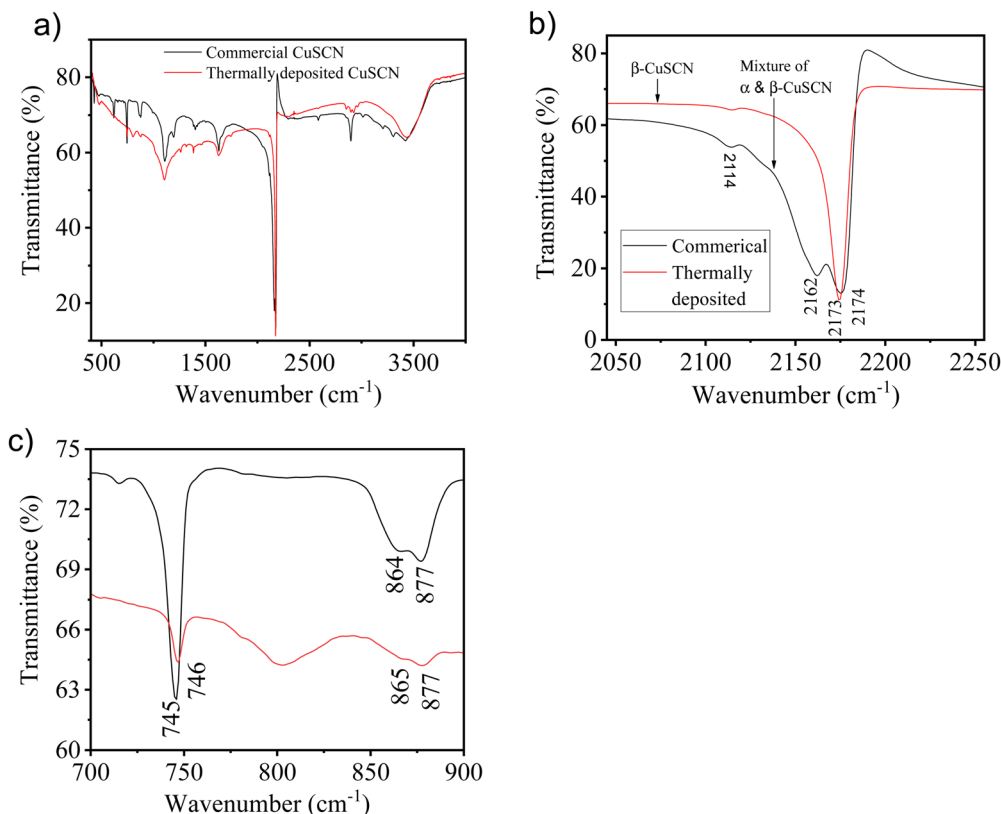 a)
Commercial CuSCN
Thermally deposited CuSCN
80
60
40
20
Transmittance (%)
500 1500 2500 3500
Wavenumber (cm-1)
b)
β-CuSCN
Mixture of
α & β-CuSCN
2114
Commerical
Thermally
deposited
2162
2173
2174
80
60
40
20
0
Transmittance (%)
2050 2100 2150 2200 2250
Wavenumber (cm-1)
c)
75
72
69
66
63
60
Transmittance (%)
864
877
745
746
865
877
700 750 800 850 900
Wavenumber (cm-1)